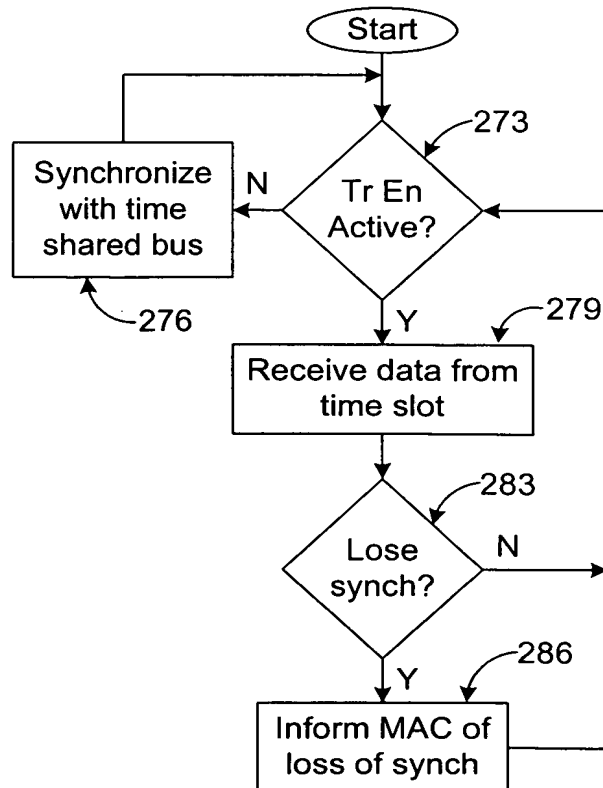 Start
273
Tr En
Active?
N
Synchronize
with time
shared bus
276
Y
279
Receive data from
time slot
283
Lose
synch?
N
Y
286
Inform MAC of
loss of synch